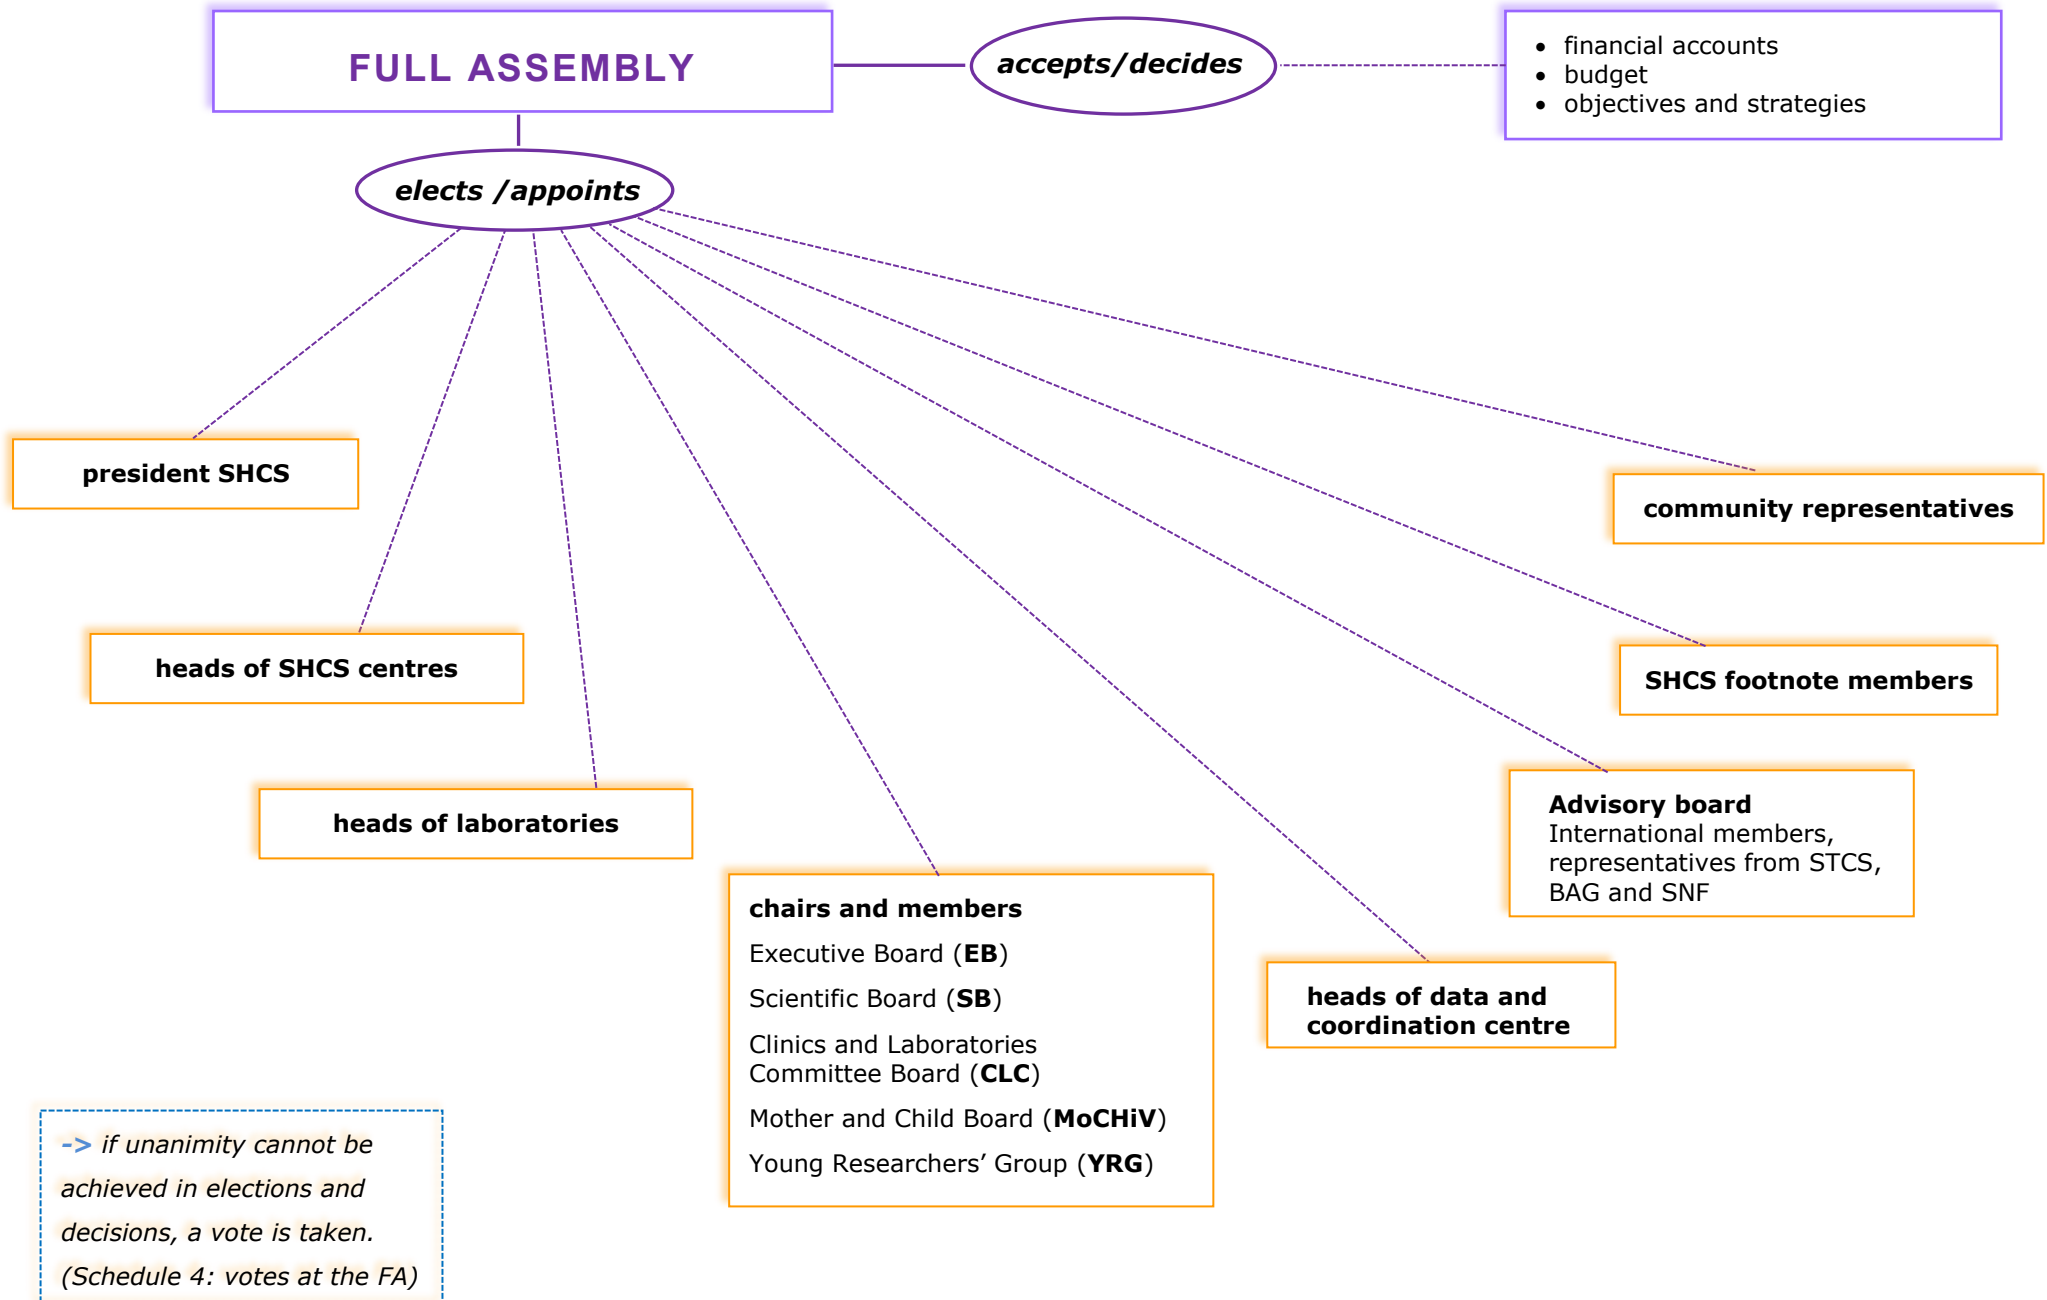 FULL ASSEMBLY
accepts/decides
• financial accounts
• budget
• objectives and strategies
elects /appoints
president SHCS
community representatives
heads of SHCS centres
SHCS footnote members
heads of laboratories
Advisory board
International members,
representatives from STCS,
BAG and SNF
chairs and members
Executive Board (EB)
Scientific Board (SB)
Clinics and Laboratories
Committee Board (CLC)
Mother and Child Board (MoCHiV)
Young Researchers’ Group (YRG)
heads of data and
coordination centre
-> if unanimity cannot be
achieved in elections and
decisions, a vote is taken.
(Schedule 4: votes at the FA)